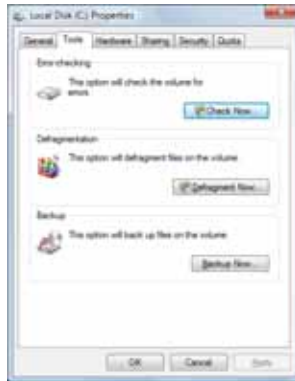 Local Disk (C:) Properties
General Tools Hardware Sharing Security Quota
Error-checking
This option will check the volume for
errors.
Check Now...
Defragmentation
This option will defragment files on the volume
Defragment Now...
Backup
This option will back up files on the volume
Backup Now...
OK Cancel Apply